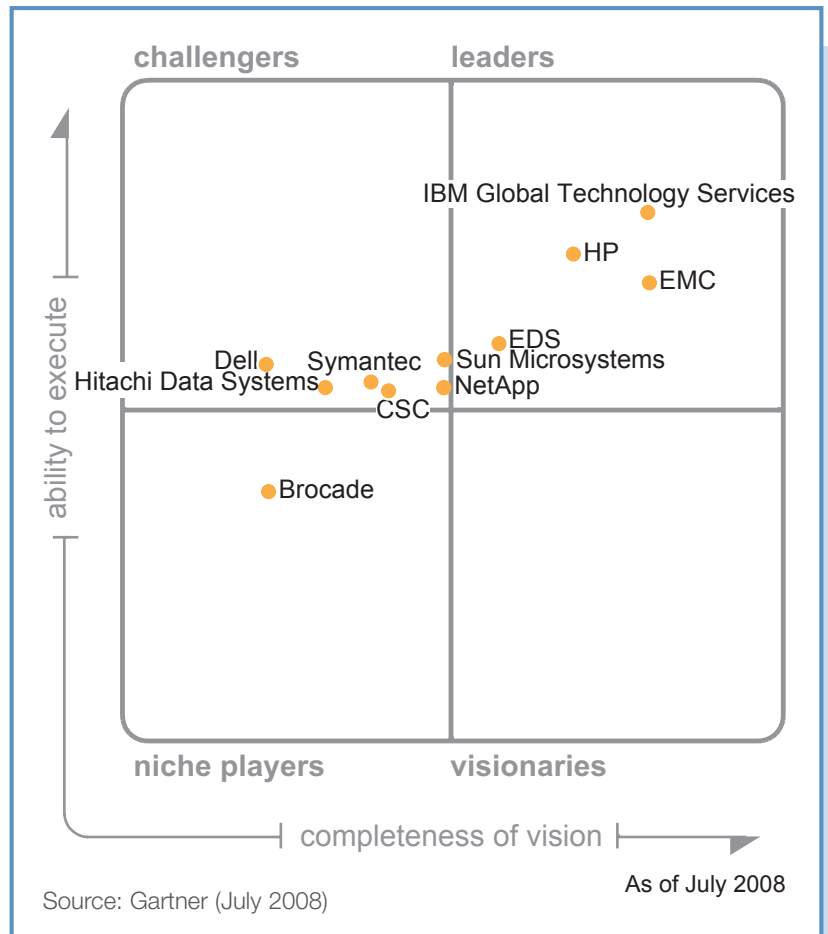 challengers
leaders
IBM Global Technology Services
HP
EMC
EDS
Dell
Symantec
Sun Microsystems
Hitachi Data Systems
NetApp
CSC
ability to execute
Brocade
niche players
visionaries
completeness of vision
As of July 2008
Source: Gartner (July 2008)